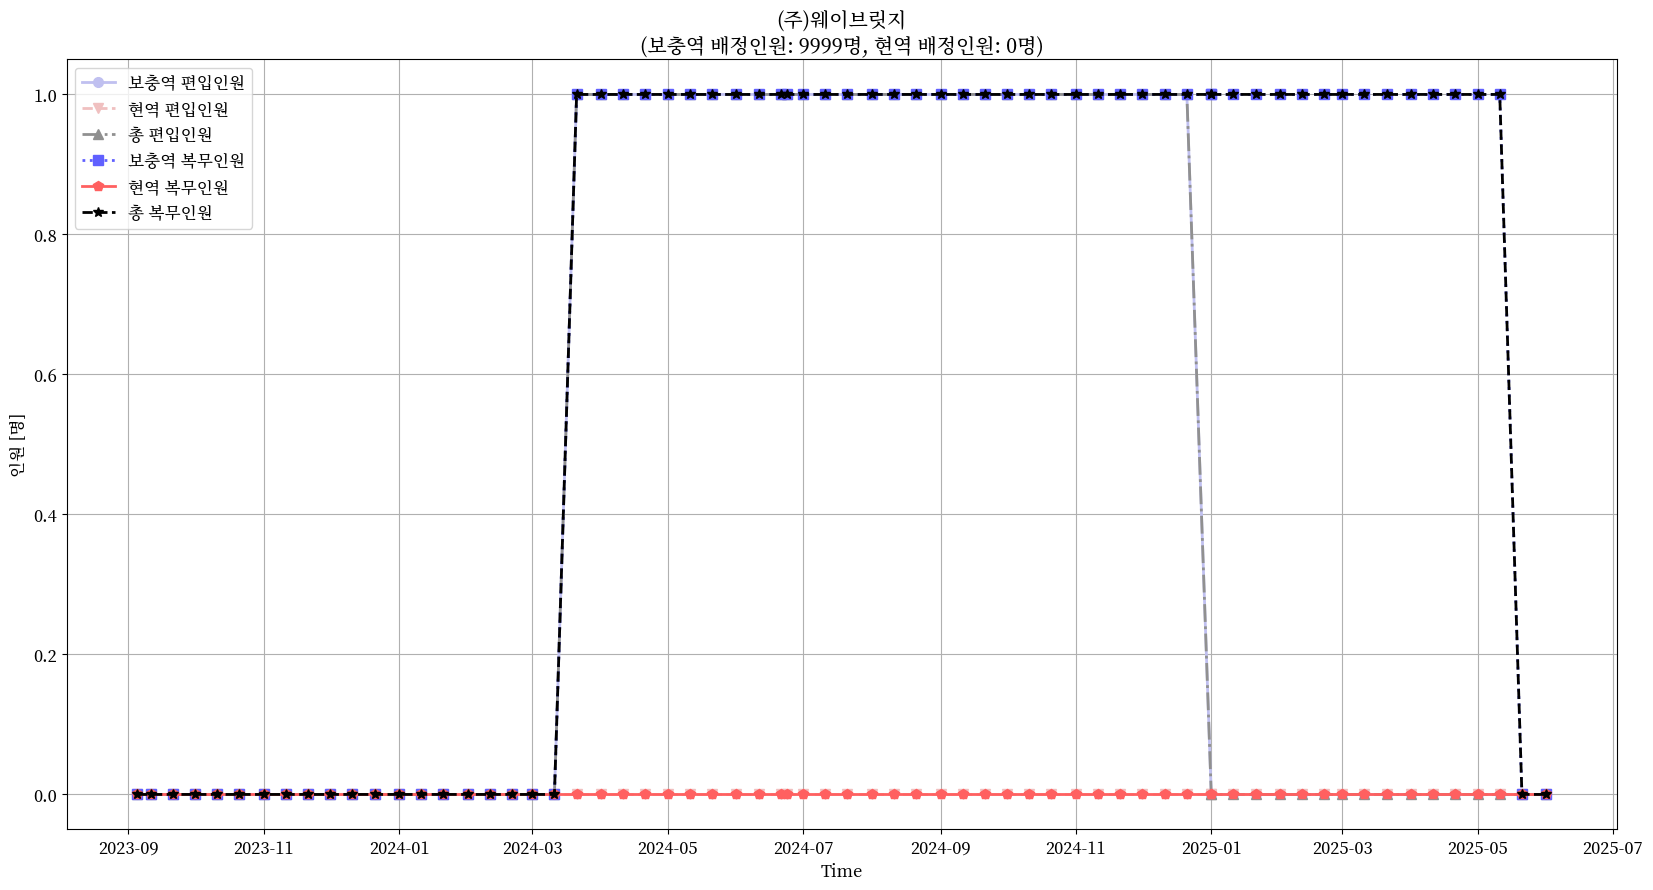 (주)웨이브릿지
(보충역 배정인원: 9999명, 현역 배정인원: 0명)
보충역 편입인원
현역 편입인원
총 편입인원
보충역 복무인원
현역 복무인원
총 복무인원
1.0
0.8
0.6
0.4
0.2
0.0
인원 [명]
2023-09 2023-11 2024-01 2024-03 2024-05 2024-07 2024-09 2024-11 2025-01 2025-03 2025-05 2025-07
Time